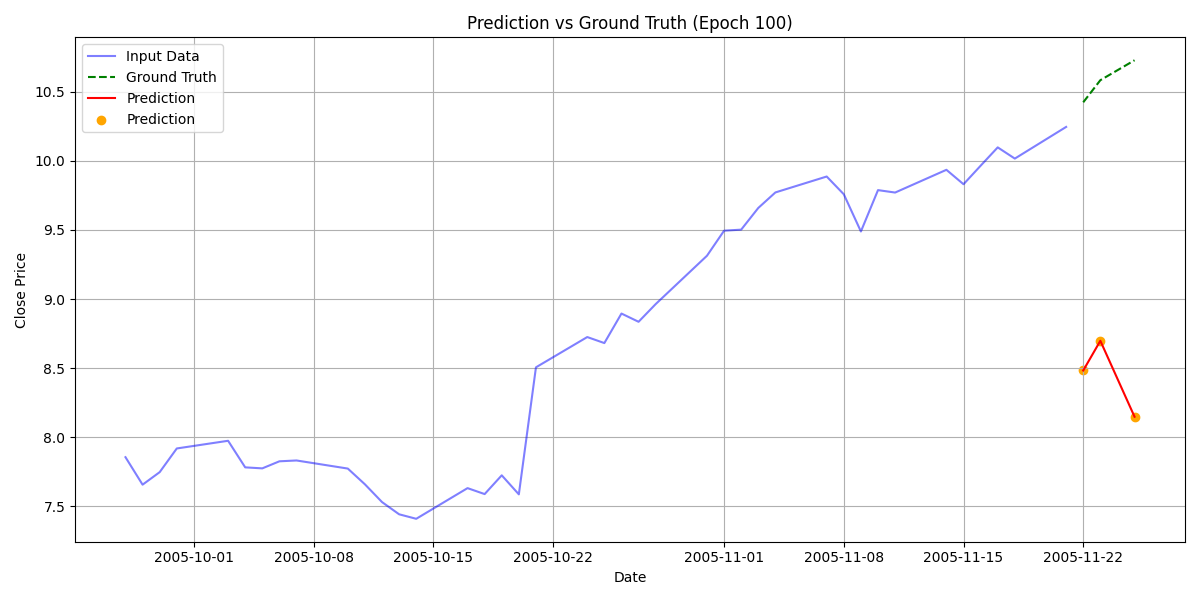 Prediction vs Ground Truth (Epoch 100)
Input Data
Ground Truth
Prediction
Prediction
Close Price
10.5
10.0
9.5
9.0
8.5
8.0
7.5
2005-10-01 2005-10-08 2005-10-15 2005-10-22 2005-11-01 2005-11-08 2005-11-15 2005-11-22
Date